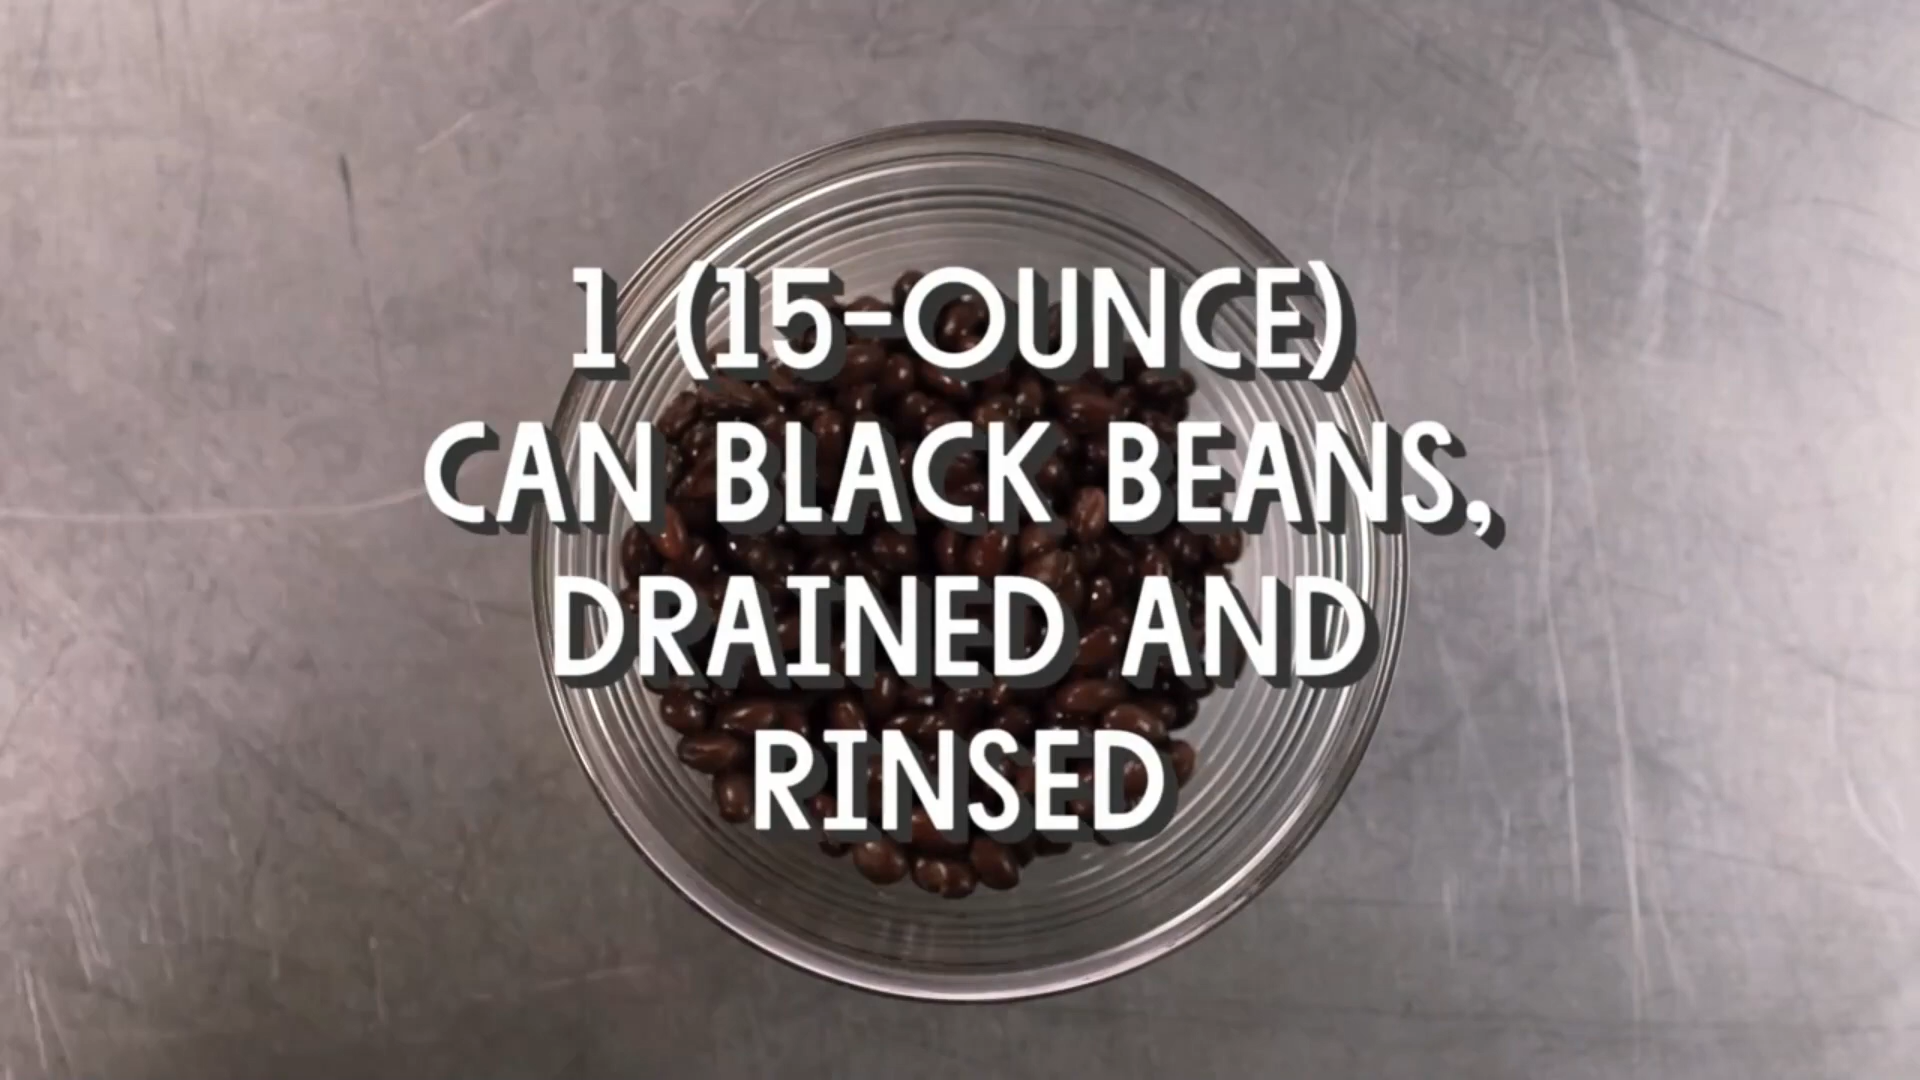 1 (15-OUNCE)
CAN BLACK BEANS,
DRAINED AND
RINSED